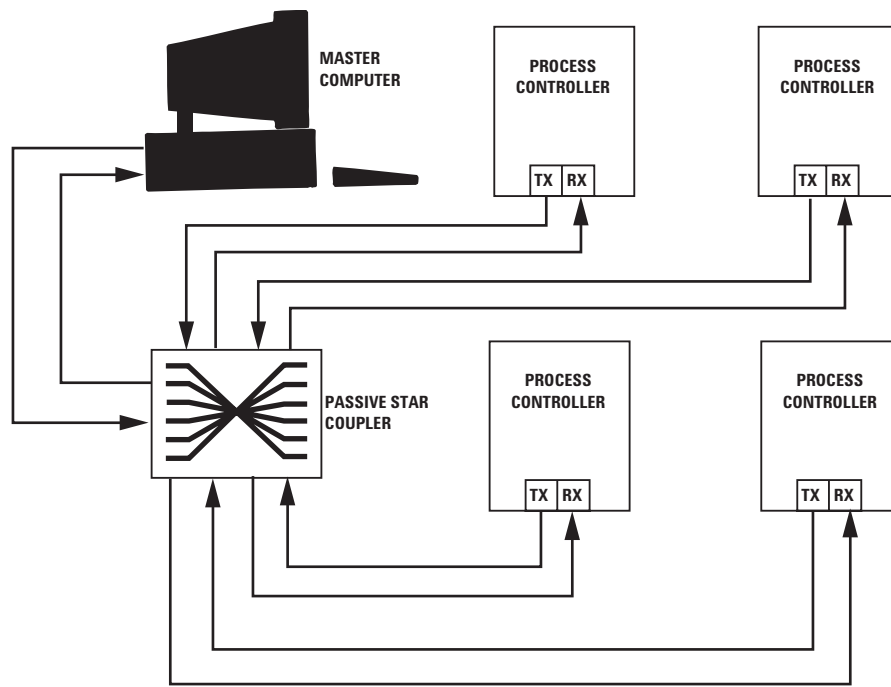 MASTER
COMPUTER
PROCESS
CONTROLLER
TX RX
PROCESS
CONTROLLER
TX RX
PASSIVE STAR
COUPLER
PROCESS
CONTROLLER
TX RX
PROCESS
CONTROLLER
TX RX